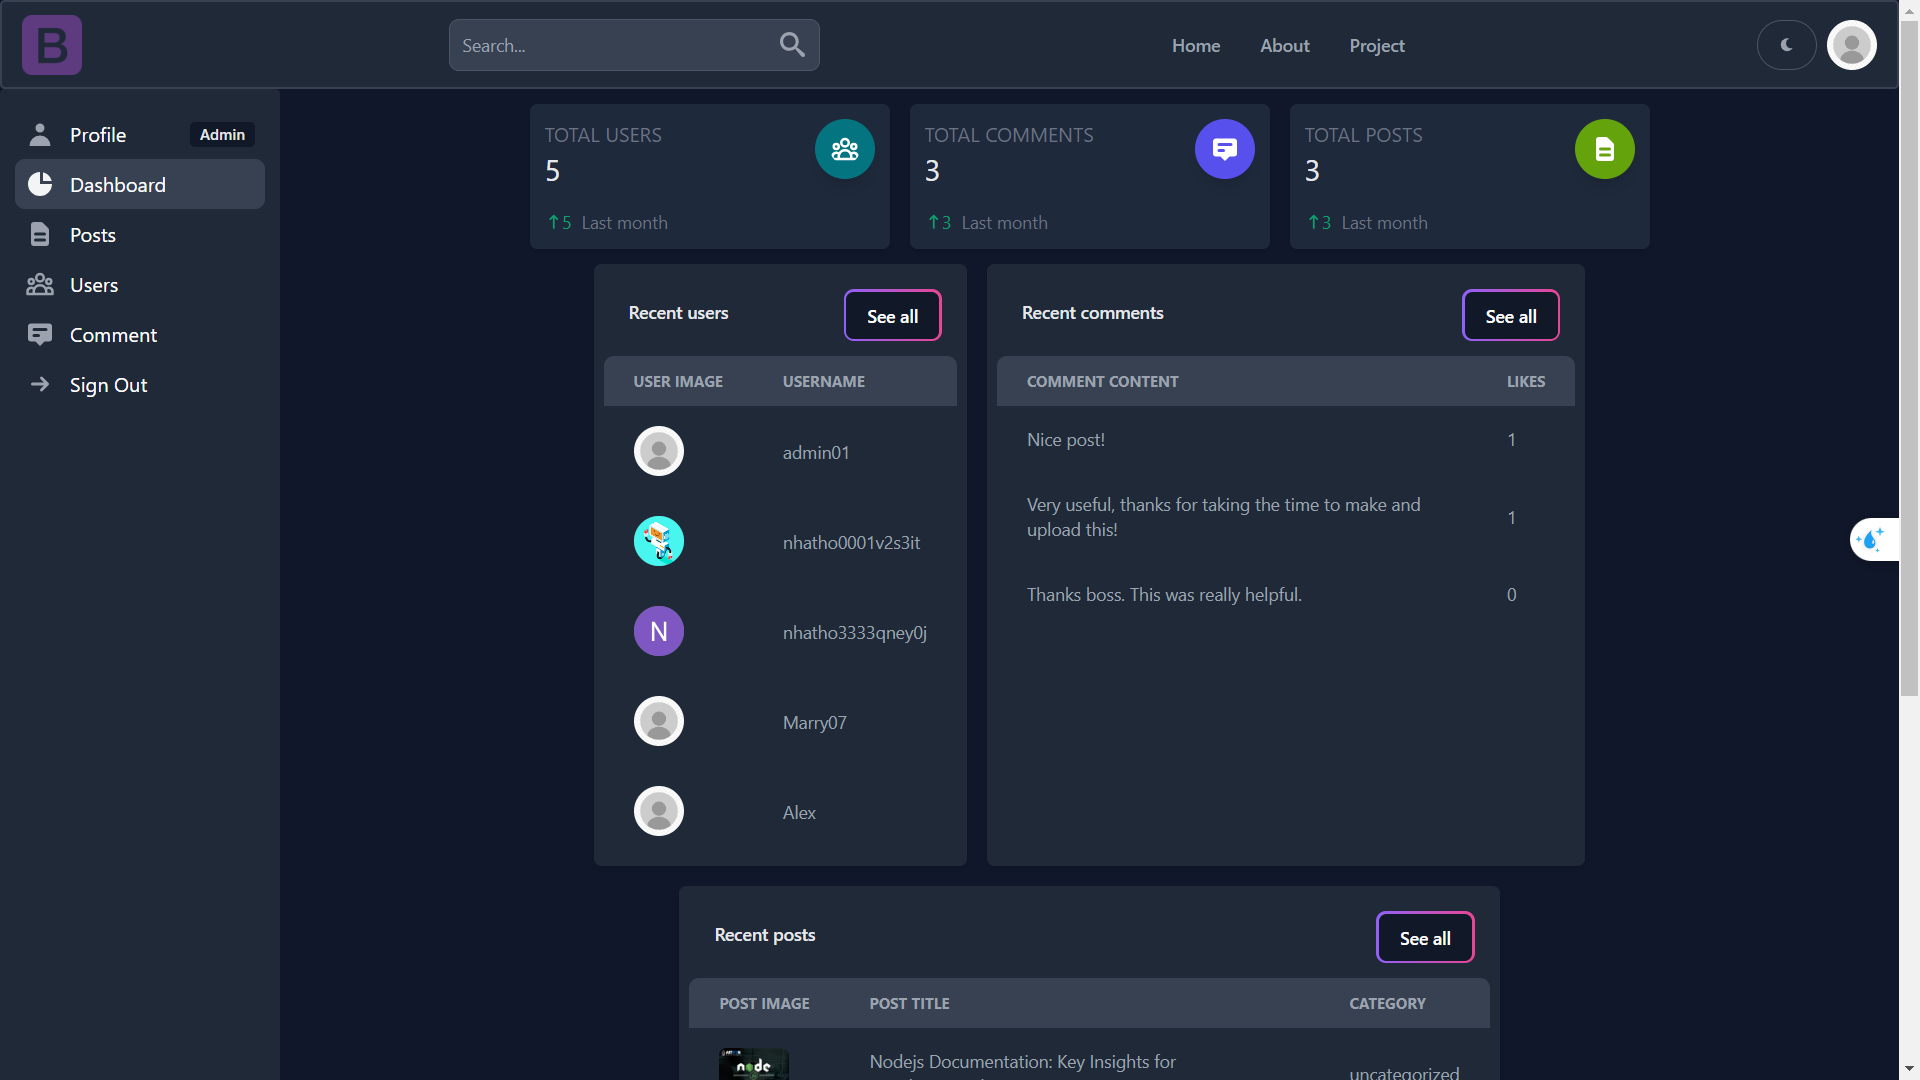 B
Search...
Home
About
Project
Profile
Admin
Dashboard
Posts
Users
Comment
Sign Out
TOTAL USERS
5
5 Last month
TOTAL COMMENTS
3
3 Last month
TOTAL POSTS
3
3 Last month
Recent users
See all
USER IMAGE USERNAME
admin01
nhatho0001v2s3it
N nhatho3333qney0j
Marry07
Alex
Recent comments
See all
COMMENT CONTENT LIKES
Nice post! 1
Very useful, thanks for taking the time to make and
upload this!
1
Thanks boss. This was really helpful. 0
Recent posts
See all
POST IMAGE POST TITLE CATEGORY
node
Nodejs Documentation: Key Insights for
uncategorized